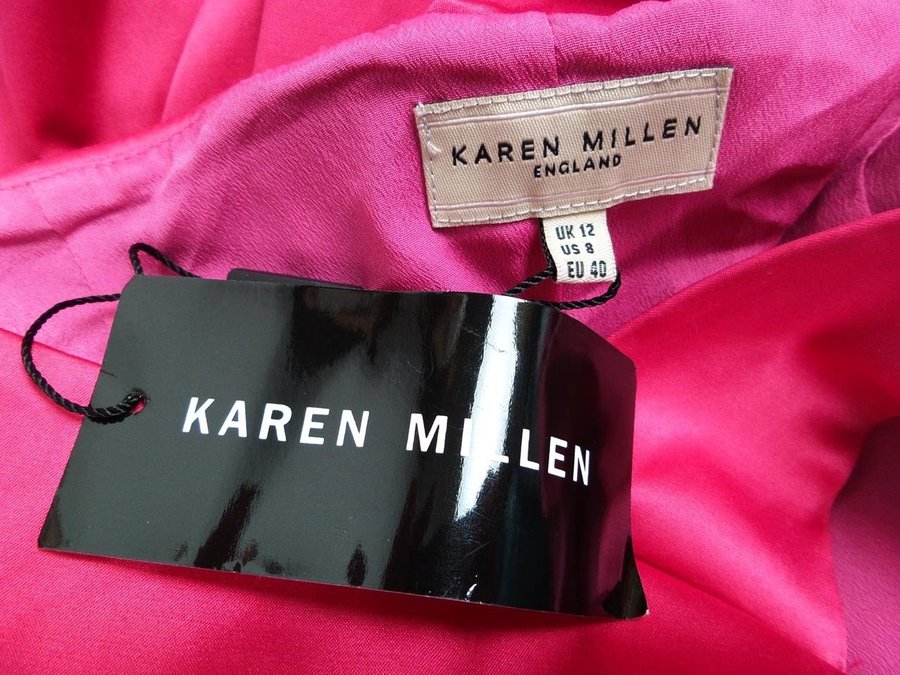 KAREN MILLEN
ENGLAND
UK 12
US 8
EU 40
KAREN MILLEN